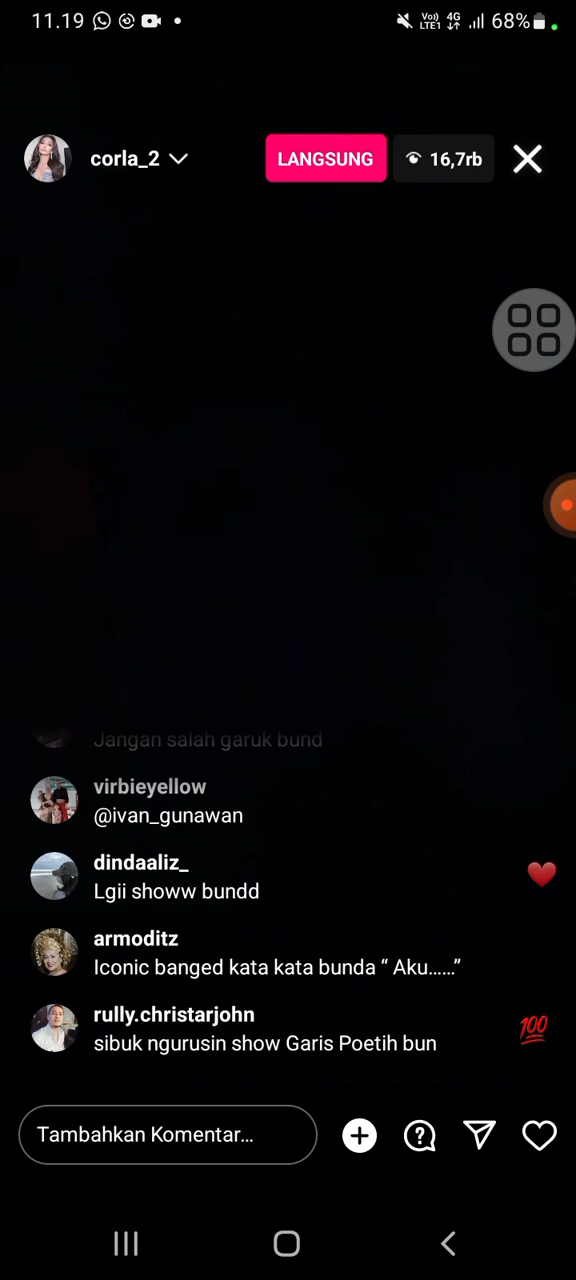 11.19
Vo)) LTE1 4G 68%
corla_2
LANGSUNG
16,7rb
Jangan salah garuk bund
virbieyellow
@ivan_gunawan
dindaaliz_
Lgii showw bundd
armoditz
Iconic banged kata kata bunda “ Aku......”
rully.christarjohn
100
sibuk ngurusin show Garis Poetih bun
Tambahkan Komentar...